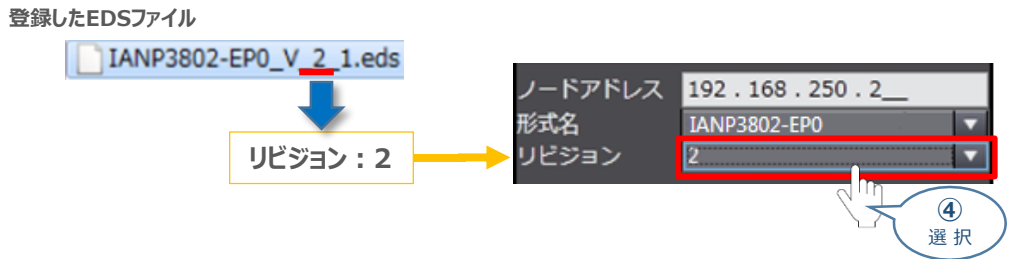 登録したEDSファイル
IANP3802-EP0_V_2_1.eds
リビジョン：2
ノードアドレス 192 . 168 . 250 . 2__
形式名 IANP3802-EP0
リビジョン 2
④
選 択